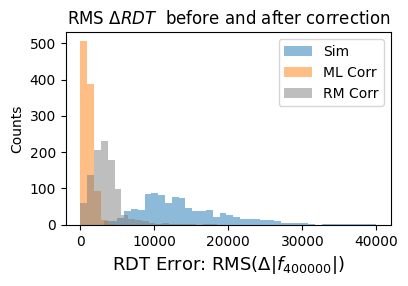 RMS ΔRDT before and after correction
Counts
500
400
300
200
100
0
Sim
ML Corr
RM Corr
0 10000 20000 30000 40000
RDT Error: RMS(Δ|f₄₀₀₀₀₀|)